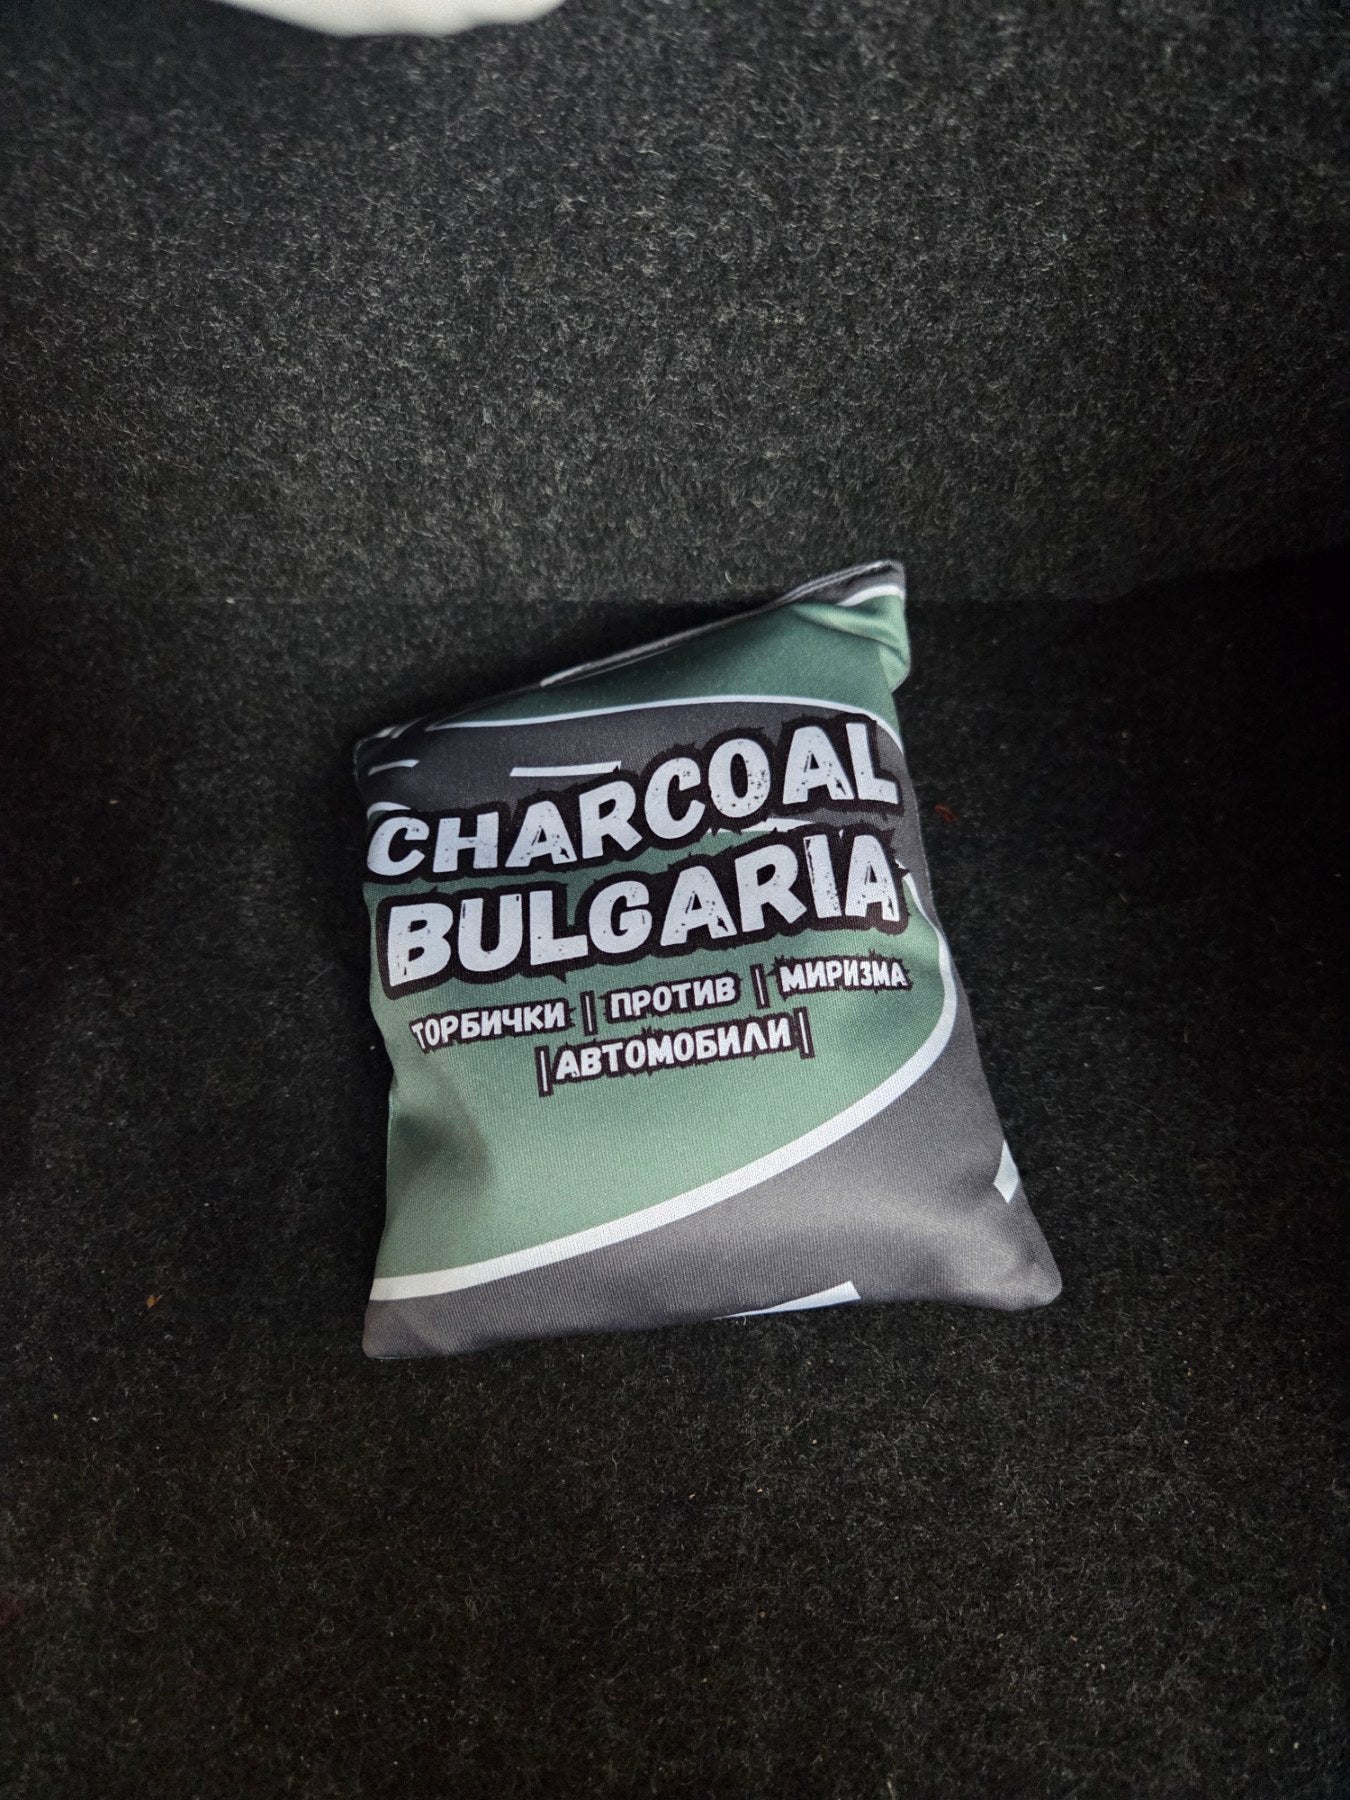 CHARCOAL
BULGARIA
ТОРБИЧКИ | ПРОТИВ | МИРИЗМА
|АВТОМОБИЛИ|